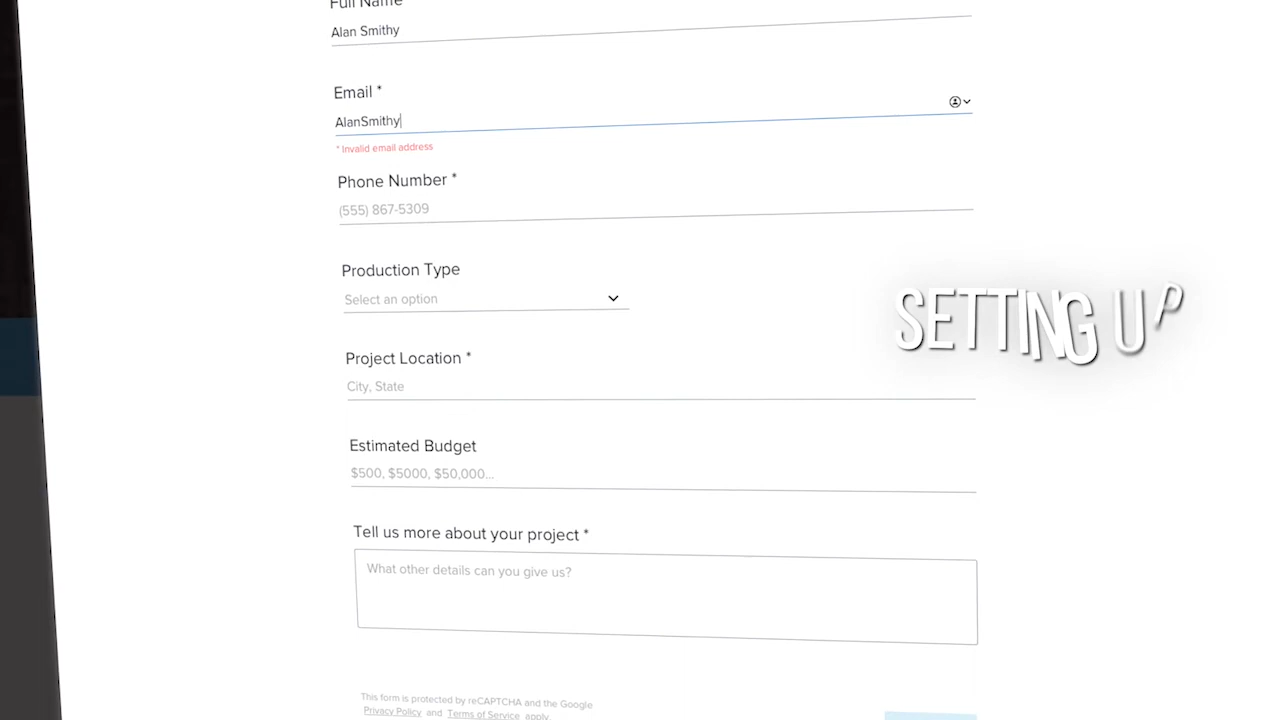 Full Name
Alan Smithy
Email *
AlanSmithy
* Invalid email address
Phone Number *
(555) 867-5309
Production Type
Select an option
SETTING UP
Project Location *
City, State
Estimated Budget
$500, $5000, $50,000...
Tell us more about your project *
What other details can you give us?
This form is protected by reCAPTCHA and the Google
Privacy Policy and Terms of Service apply.